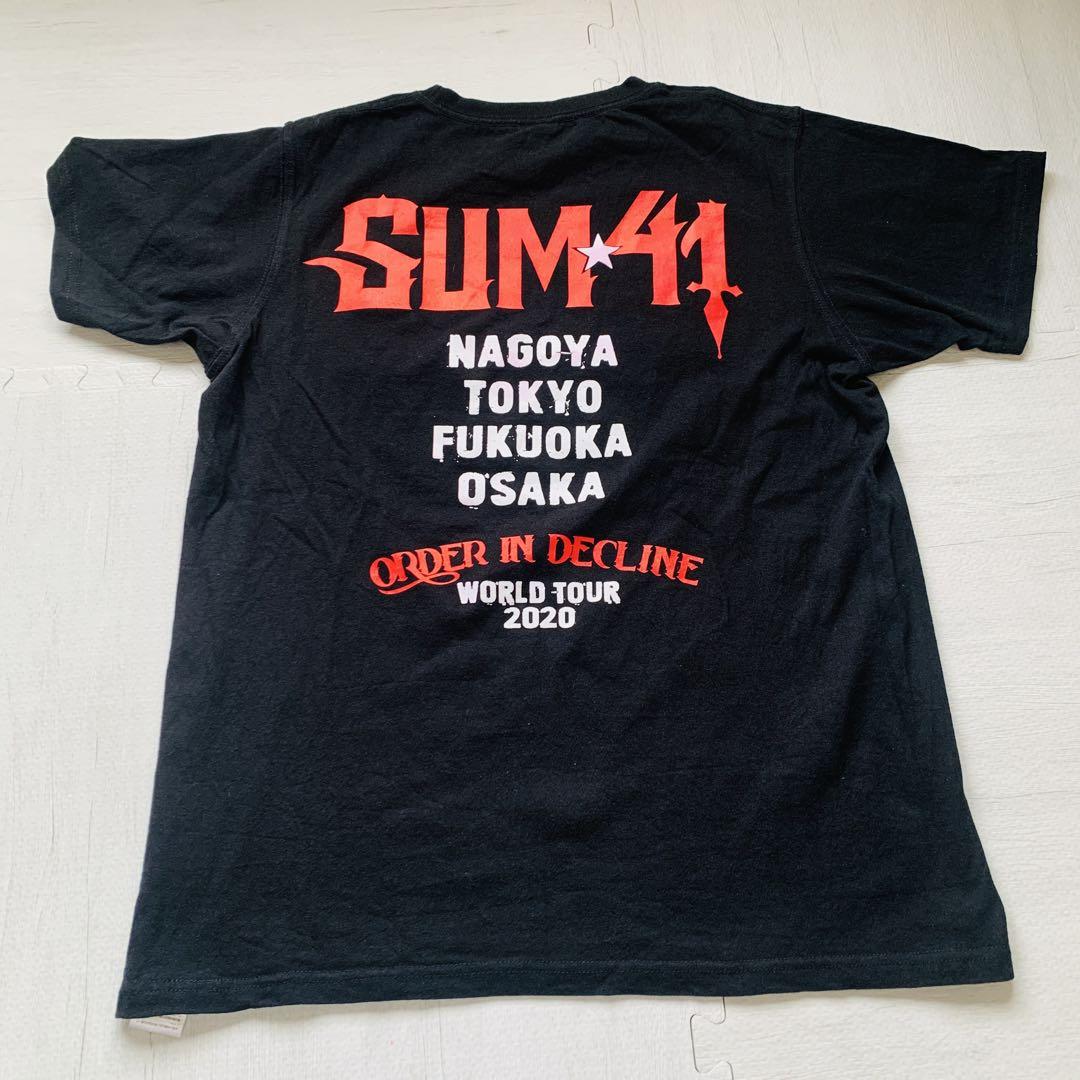 SUM★41
NAGOYA
TOKYO
FUKUOKA
OSAKA
ORDER IN DECLINE
WORLD TOUR
2020